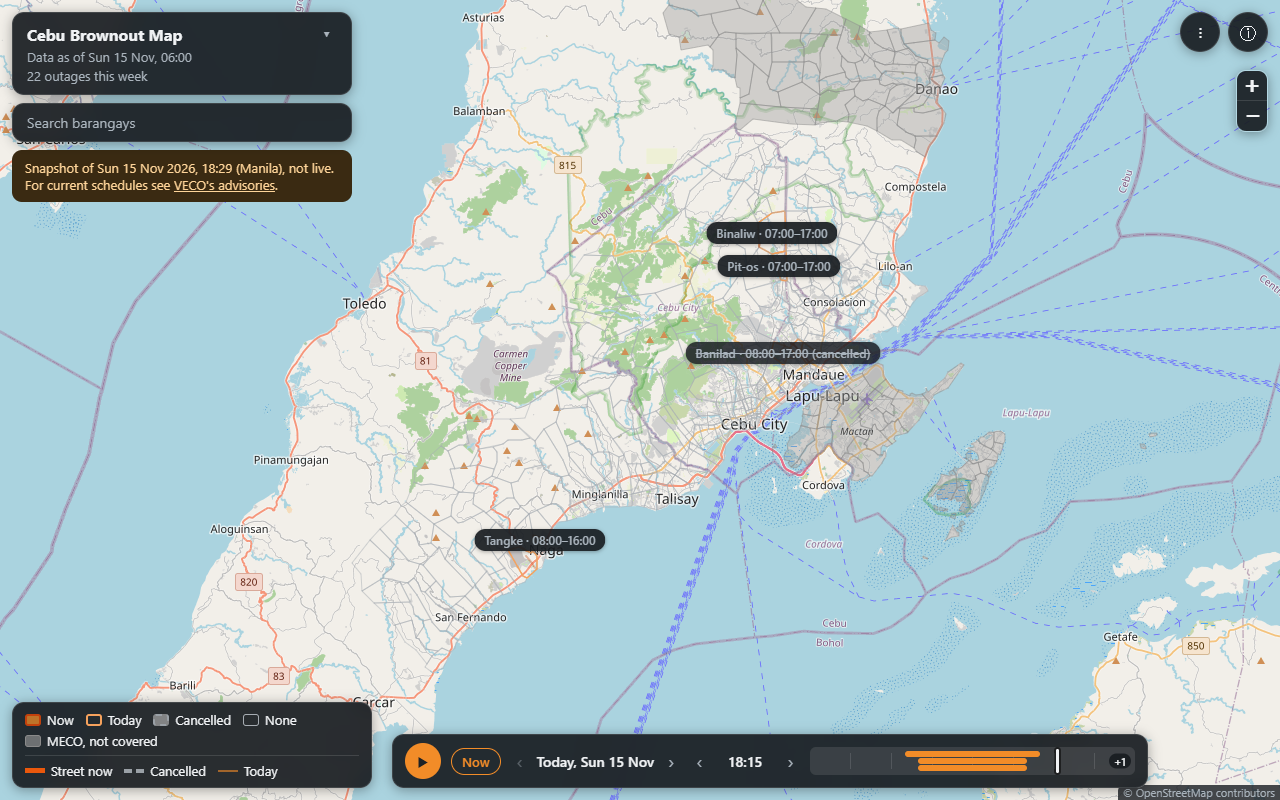 Cebu Brownout Map
Data as of Sun 15 Nov, 06:00
22 outages this week
Search barangays
Snapshot of Sun 15 Nov 2026, 18:29 (Manila), not live.
For current schedules see VECO's advisories.
Asturias
Danao
Balamban
815
Compostela
Cebu
Cebu
Binaliw · 07:00–17:00
Pit-os · 07:00–17:00
Lilo-an
Toledo
Consolacion
Cebu City
Carmen
Copper
Mine
81
Banilad · 08:00–17:00 (cancelled)
Mandaue
Lapu-Lapu
Lapu-Lapu
Cebu City
Mactan
Pinamungajan
Cordova
Minglanilla
Talisay
Aloguinsan
Tangke · 08:00–16:00
Naga
Cordova
820
San Fernando
Cebu
Bohol
Getafe
850
83
Barili
Carcar
Now
Today
Cancelled
None
MECO, not covered
Street now
Cancelled
Today
Now
Today, Sun 15 Nov
18:15
+1
© OpenStreetMap contributors